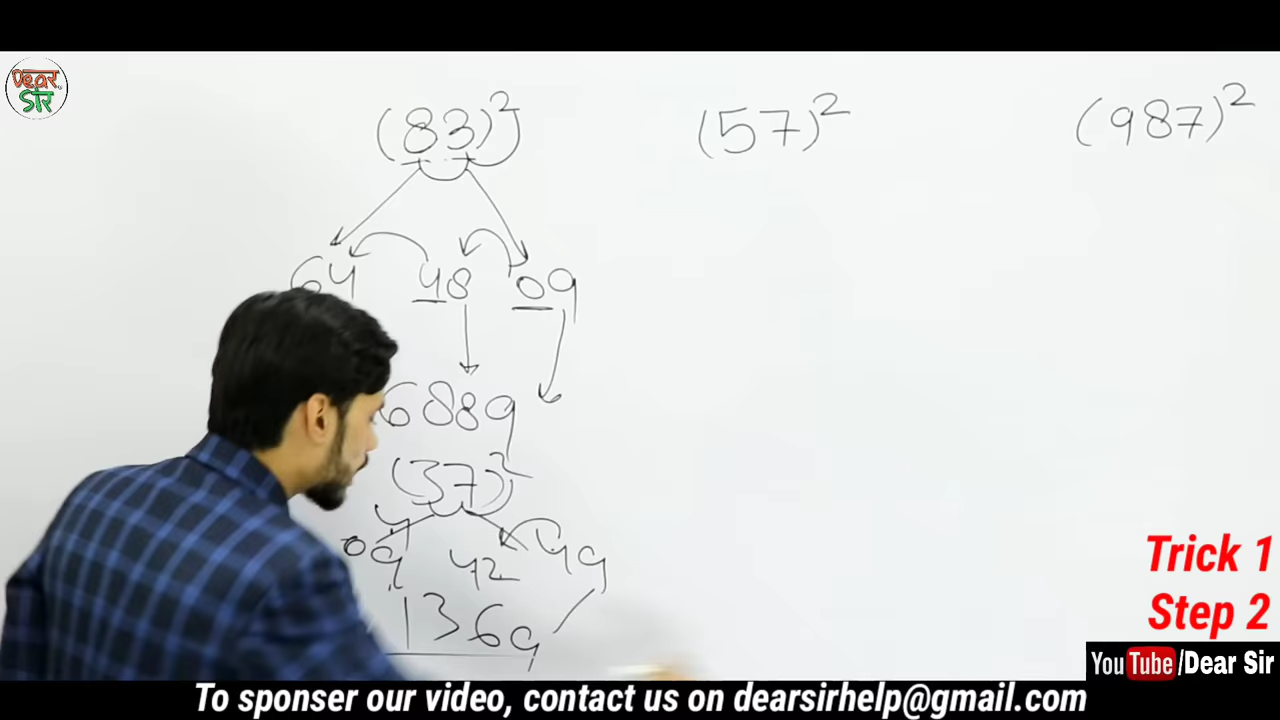 Dear
Sir
(83)² (57)² (987)²
64 48 09
6889
(37)²
4
09 42 49
1369
Trick 1
Step 2
YouTube/Dear Sir
To sponser our video, contact us on dearsirhelp@gmail.com